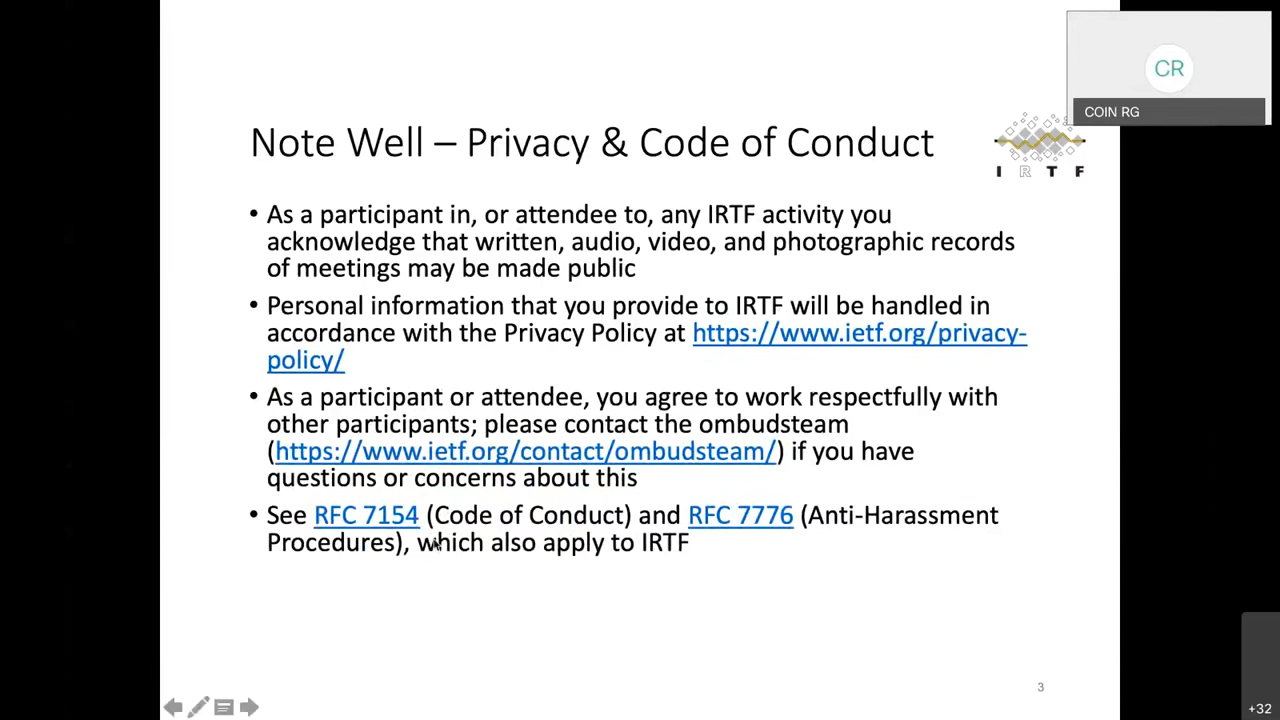 CR
COIN RG
Note Well – Privacy & Code of Conduct
I R T F
• As a participant in, or attendee to, any IRTF activity you
acknowledge that written, audio, video, and photographic records
of meetings may be made public
• Personal information that you provide to IRTF will be handled in
accordance with the Privacy Policy at https://www.ietf.org/privacy-
policy/
• As a participant or attendee, you agree to work respectfully with
other participants; please contact the ombudsteam
(https://www.ietf.org/contact/ombudsteam/) if you have
questions or concerns about this
• See RFC 7154 (Code of Conduct) and RFC 7776 (Anti-Harassment
Procedures), which also apply to IRTF
3
+32